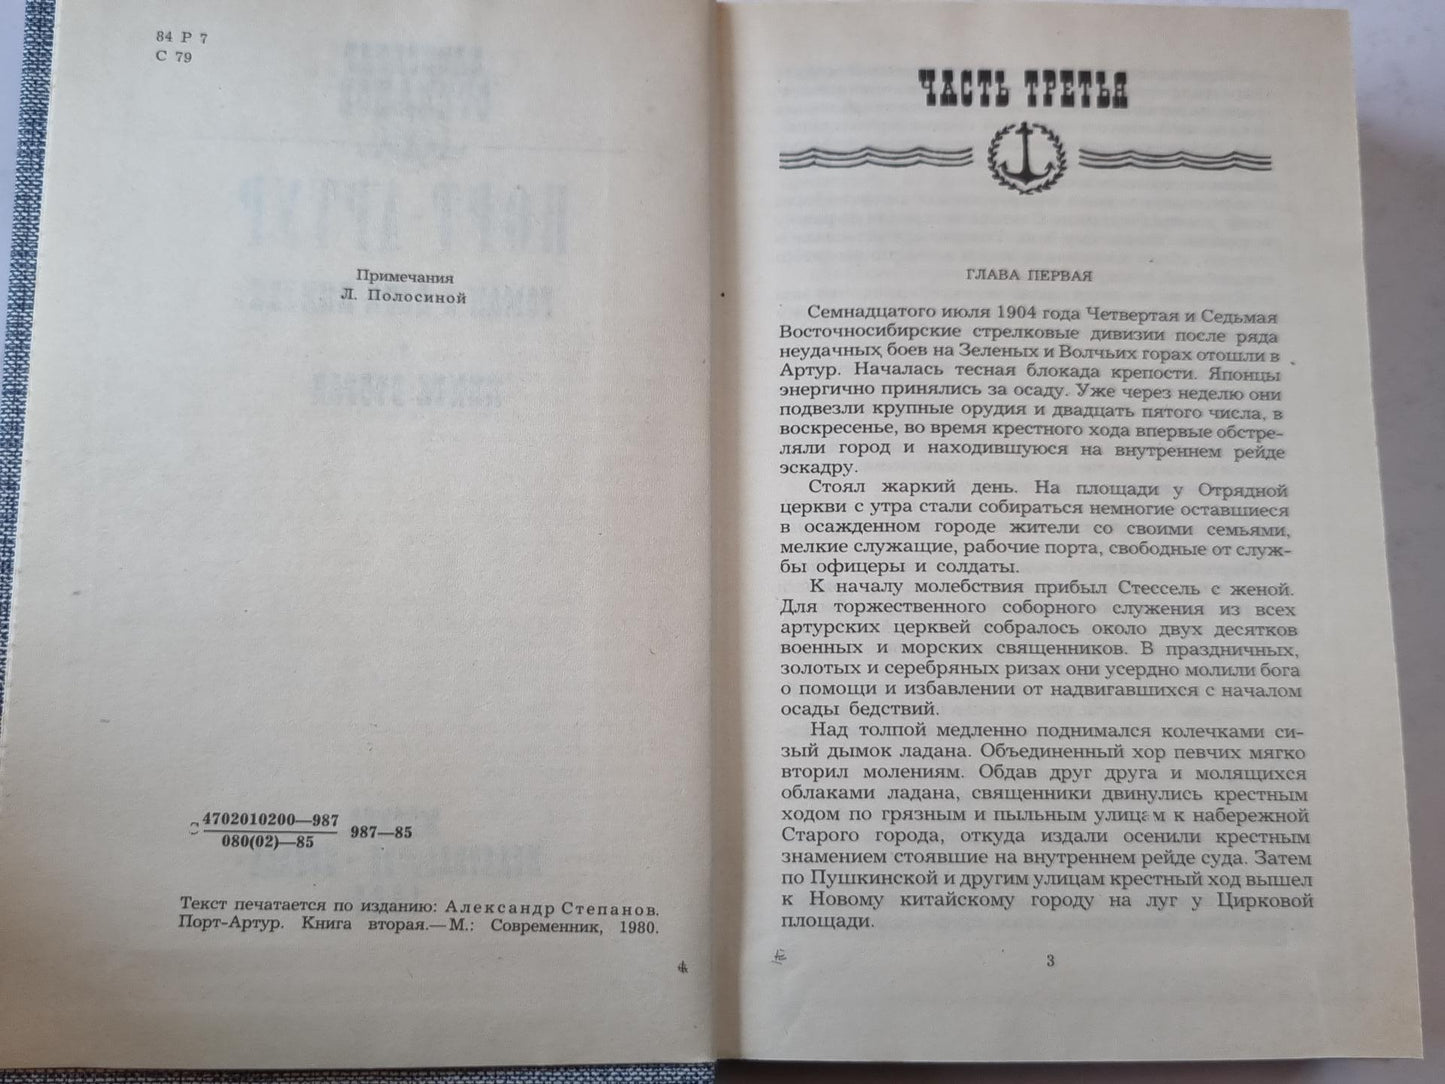 84 Р 7
С 79
Примечания
Л. Полосиной
С 4702010200—987
080(02)—85
987—85
Текст печатается по изданию: Александр Степанов.
Порт-Артур. Книга вторая.— М.: Современник, 1980.
ЧАСТЬ ТРЕТЬЯ
ГЛАВА ПЕРВАЯ
Семнадцатого июля 1904 года Четвертая и Седьмая
Восточносибирские стрелковые дивизии после ряда
неудачных боев на Зеленых и Волчьих горах отошли в
Артур. Началась тесная блокада крепости. Японцы
энергично принялись за осаду. Уже через неделю они
подвезли крупные орудия и двадцать пятого числа, в
воскресенье, во время крестного хода впервые обстре-
ляли город и находившуюся на внутреннем рейде
эскадру.
Стоял жаркий день. На площади у Отрядной
церкви с утра стали собираться немногие оставшиеся
в осажденном городе жители со своими семьями,
мелкие служащие, рабочие порта, свободные от служ-
бы офицеры и солдаты.
К началу молебствия прибыл Стессель с женой.
Для торжественного соборного служения из всех
артурских церквей собралось около двух десятков
военных и морских священников. В праздничных,
золотых и серебряных ризах они усердно молили бога
о помощи и избавлении от надвигавшихся с началом
осады бедствий.
Над толпой медленно поднимался колечками си-
зый дымок ладана. Объединенный хор певчих мягко
вторил молениям. Обдав друг друга и молящихся
облаками ладана, священники двинулись крестным
ходом по грязным и пыльным улицам к набережной
Старого города, откуда издали осенили крестным
знамением стоявшие на внутреннем рейде суда. Затем
по Пушкинской и другим улицам крестный ход вышел
к Новому китайскому городу на луг у Цирковой
площади.
3